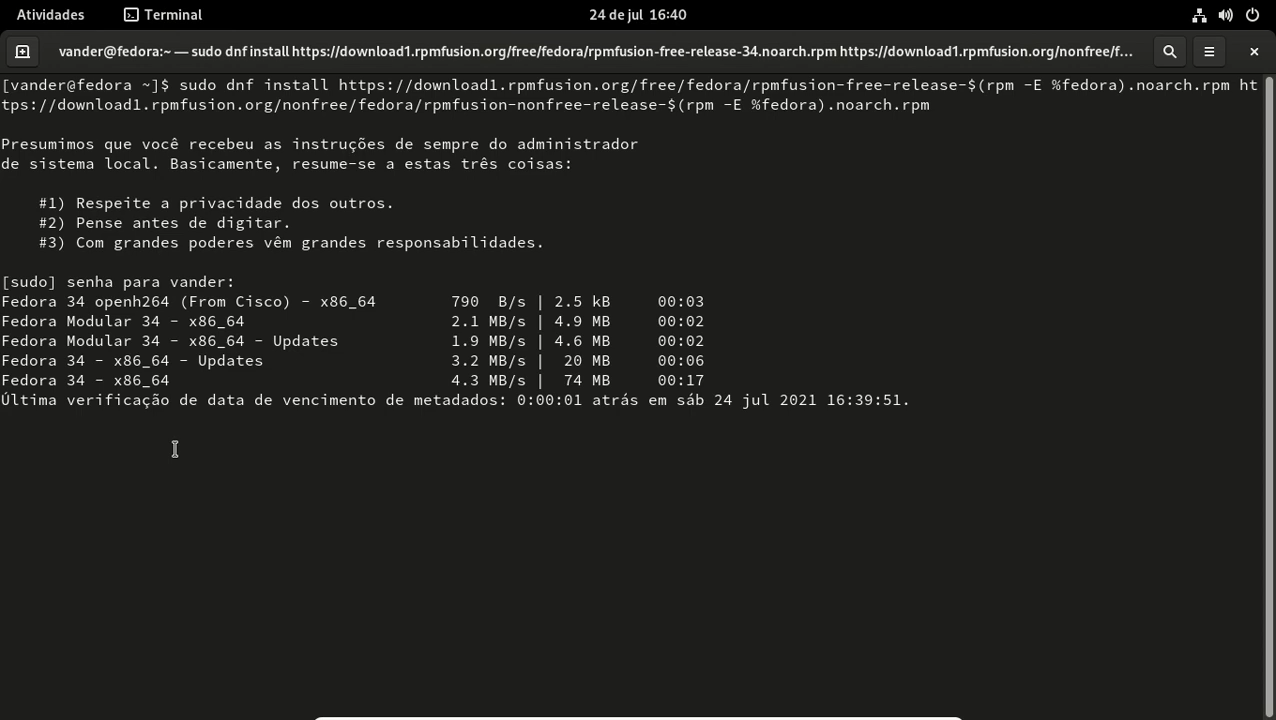 Atividades
Terminal
24 de jul 16:40
vander@fedora:~ — sudo dnf install https://download1.rpmfusion.org/free/fedora/rpmfusion-free-release-34.noarch.rpm https://download1.rpmfusion.org/nonfree/f...
[vander@fedora ~]$ sudo dnf install https://download1.rpmfusion.org/free/fedora/rpmfusion-free-release-$(rpm -E %fedora).noarch.rpm ht
tps://download1.rpmfusion.org/nonfree/fedora/rpmfusion-nonfree-release-$(rpm -E %fedora).noarch.rpm
Presumimos que você recebeu as instruções de sempre do administrador
de sistema local. Basicamente, resume-se a estas três coisas:
#1) Respeite a privacidade dos outros.
#2) Pense antes de digitar.
#3) Com grandes poderes vêm grandes responsabilidades.
[sudo] senha para vander:
Fedora 34 openh264 (From Cisco) - x86_64 790 B/s | 2.5 kB 00:03
Fedora Modular 34 - x86_64 2.1 MB/s | 4.9 MB 00:02
Fedora Modular 34 - x86_64 - Updates 1.9 MB/s | 4.6 MB 00:02
Fedora 34 - x86_64 - Updates 3.2 MB/s | 20 MB 00:06
Fedora 34 - x86_64 4.3 MB/s | 74 MB 00:17
Última verificação de data de vencimento de metadados: 0:00:01 atrás em sáb 24 jul 2021 16:39:51.